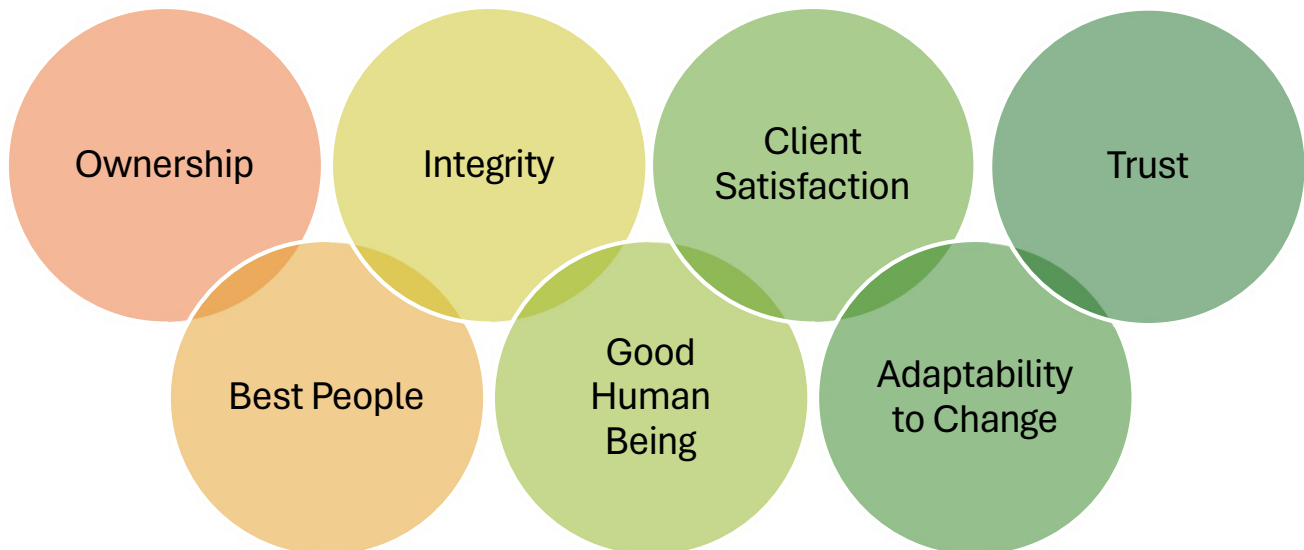 Ownership
Integrity
Client
Satisfaction
Trust
Best People
Good
Human
Being
Adaptability
to Change